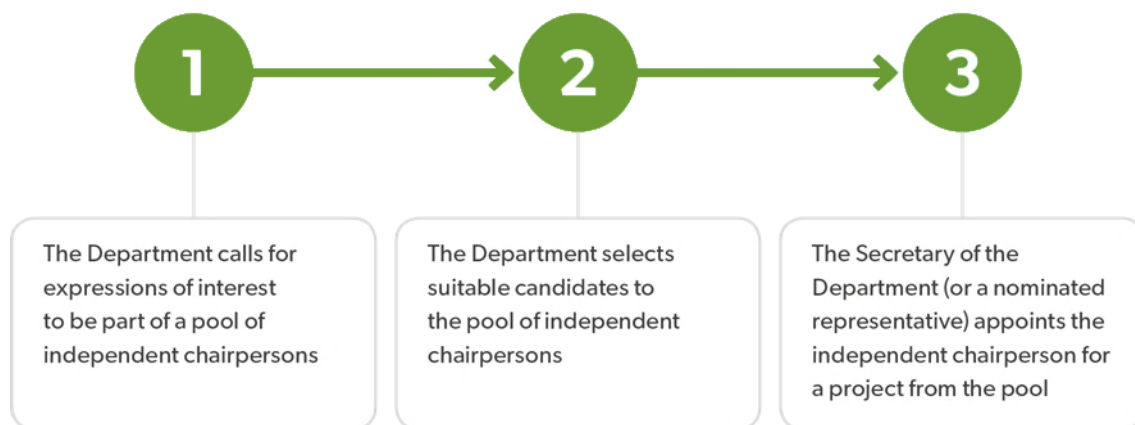 1
2
3
The Department calls for
expressions of interest
to be part of a pool of
independent chairpersons
The Department selects
suitable candidates to
the pool of independent
chairpersons
The Secretary of the
Department (or a nominated
representative) appoints the
independent chairperson for
a project from the pool